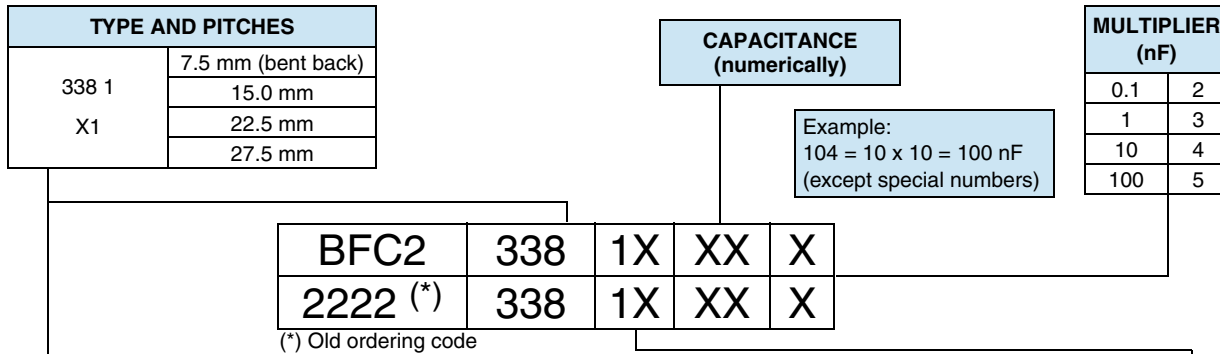 TYPE AND PITCHES
338 1
X1
7.5 mm (bent back)
15.0 mm
22.5 mm
27.5 mm
CAPACITANCE
(numerically)
Example:
104 = 10 x 10 = 100 nF
(except special numbers)
MULTIPLIER
(nF)
0.1 2
1 3
10 4
100 5
BFC2 338 1X XX X
2222 (*) 338 1X XX X
(*) Old ordering code